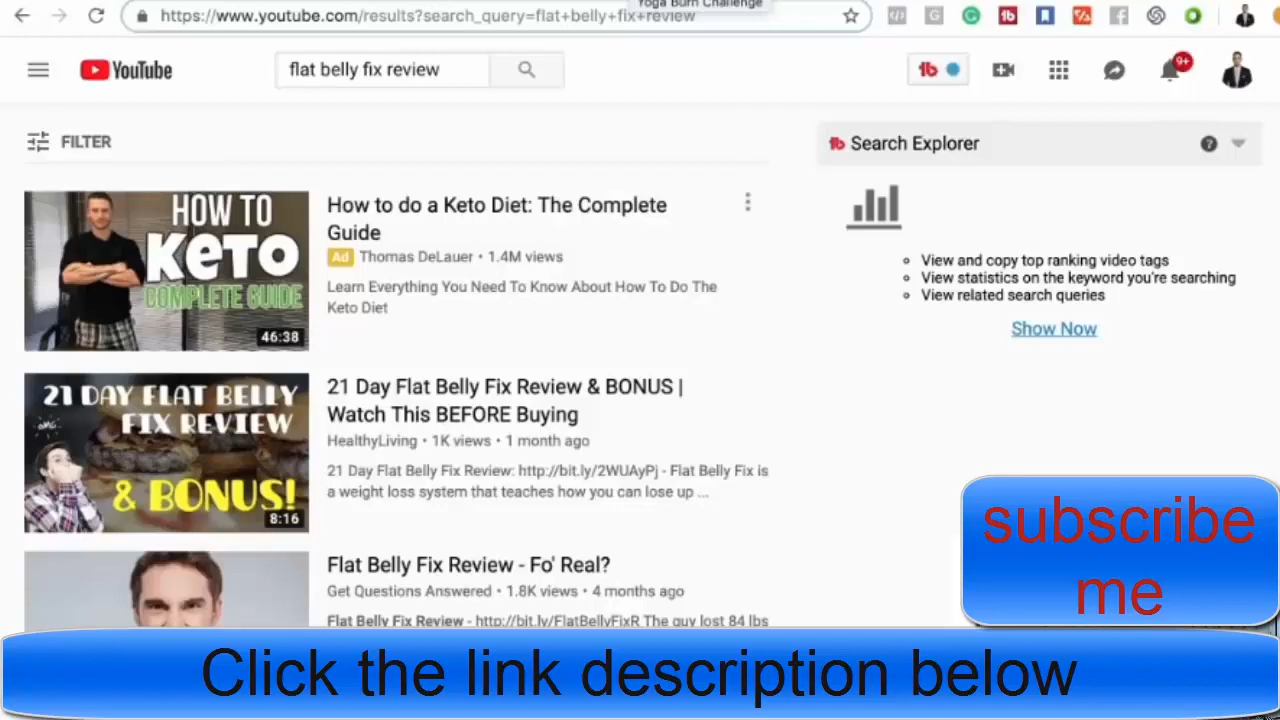 Yoga Burn Challenge
https://www.youtube.com/results?search_query=flat+belly+fix+review
YouTube
flat belly fix review
9+
FILTER
Search Explorer
HOW TO
KETO
COMPLETE GUIDE
46:38
How to do a Keto Diet: The Complete
Guide
Ad Thomas DeLauer • 1.4M views
Learn Everything You Need To Know About How To Do The
Keto Diet
View and copy top ranking video tags
View statistics on the keyword you're searching
View related search queries
Show Now
21 DAY FLAT BELLY
FIX REVIEW
OMG
& BONUS!
8:16
21 Day Flat Belly Fix Review & BONUS |
Watch This BEFORE Buying
HealthyLiving • 1K views • 1 month ago
21 Day Flat Belly Fix Review: http://bit.ly/2WUAyPj - Flat Belly Fix is
a weight loss system that teaches how you can lose up ...
Flat Belly Fix Review - Fo' Real?
Get Questions Answered • 1.8K views • 4 months ago
Flat Belly Fix Review - http://bit.ly/FlatBellyFixR The guy lost 84 lbs
subscribe
me
Click the link description below